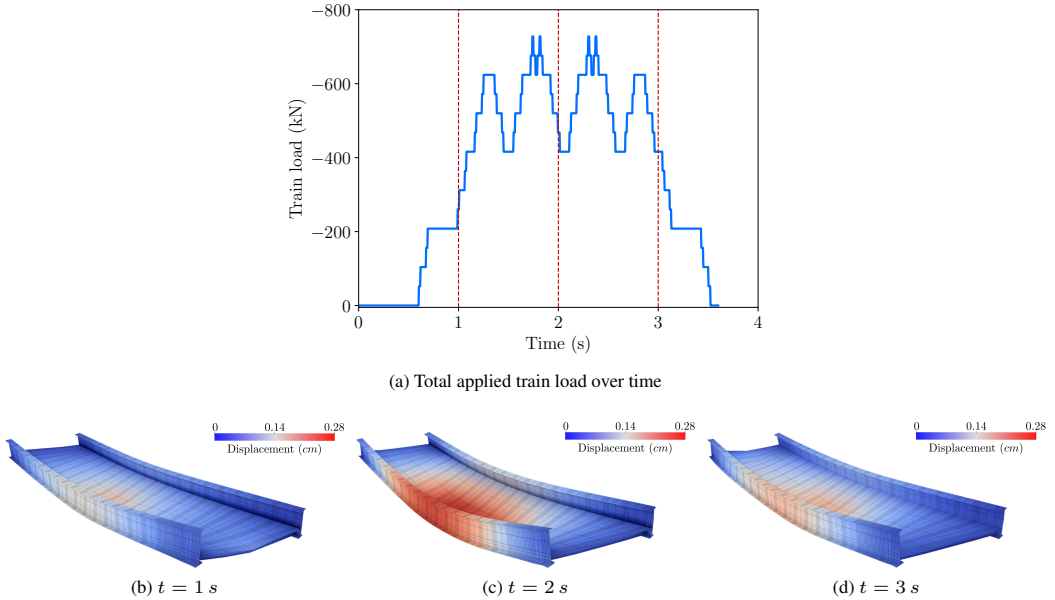 −800
−600
−400
−200
0
Train load (kN)
0 1 2 3 4
Time (s)
(a) Total applied train load over time
0 0.14 0.28
Displacement (cm)
0 0.14 0.28
Displacement (cm)
0 0.14 0.28
Displacement (cm)
(b) t = 1 s
(c) t = 2 s
(d) t = 3 s